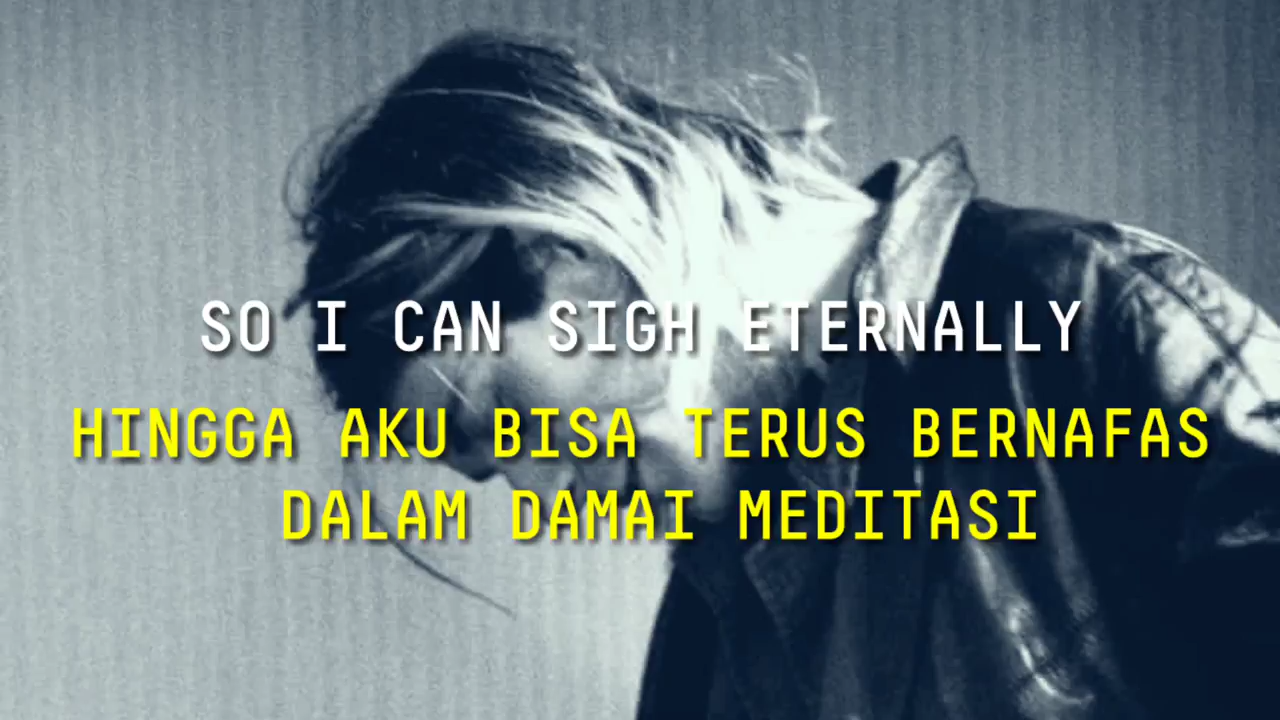 SO I CAN SIGH ETERNALLY
HINGGA AKU BISA TERUS BERNAFAS
DALAM DAMAI MEDITASI